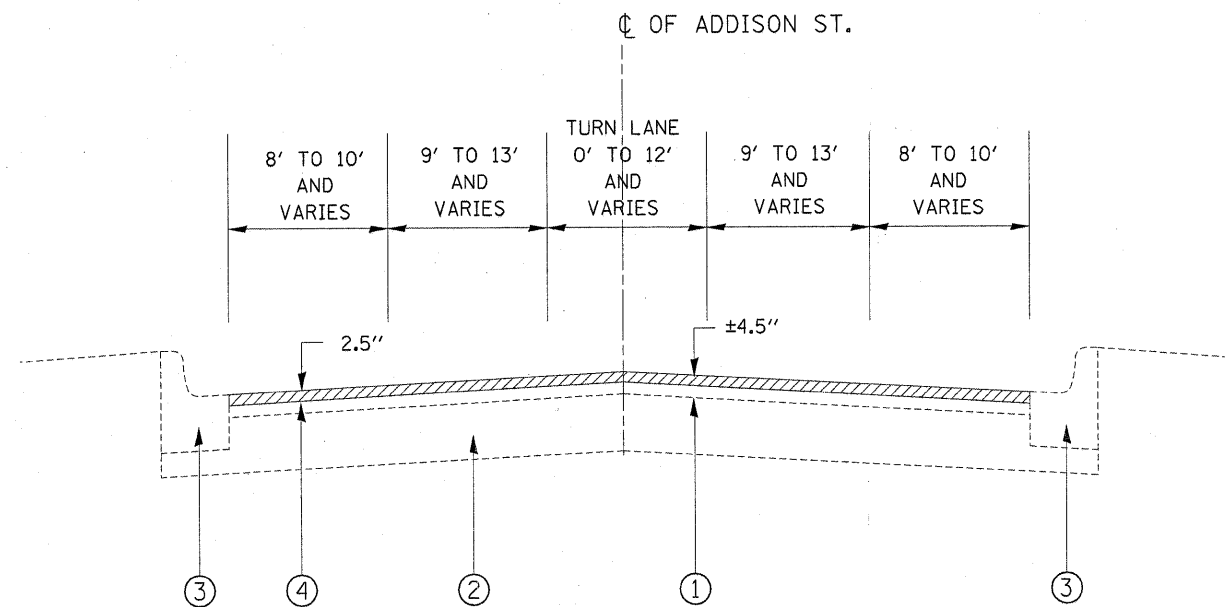 ℄ OF ADDISON ST.
8' TO 10'
AND
VARIES
9' TO 13'
AND
VARIES
TURN LANE
0' TO 12'
AND
VARIES
9' TO 13'
AND
VARIES
8' TO 10'
AND
VARIES
2.5"
±4.5"
3
4
2
1
3